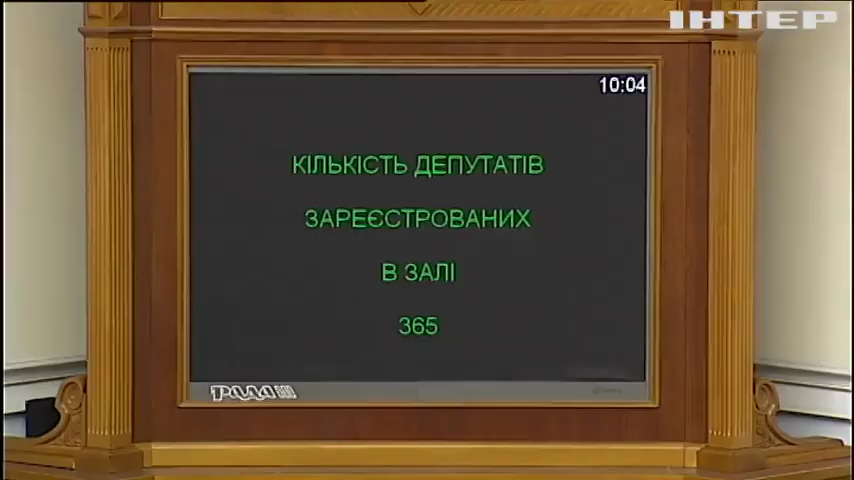 ІНТЕР
10:04
КІЛЬКІСТЬ ДЕПУТАТІВ
ЗАРЕЄСТРОВАНИХ
В ЗАЛІ
365
РАДА